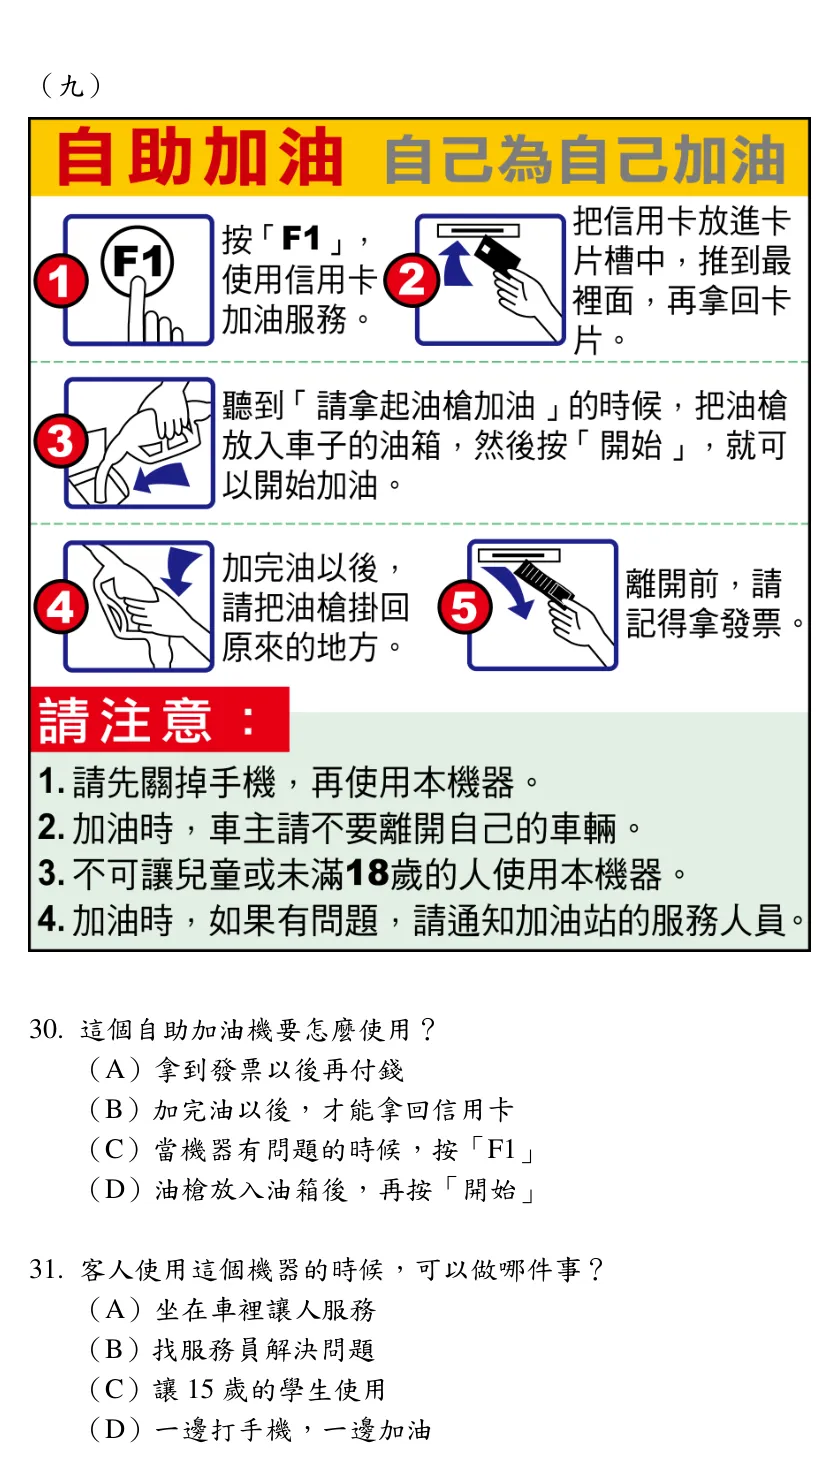 （九）
自助加油 自己為自己加油
1 F1 按「F1」，
使用信用卡
加油服務。
2 把信用卡放進卡
片槽中，推到最
裡面，再拿回卡
片。
3 聽到「請拿起油槍加油」的時候，把油槍
放入車子的油箱，然後按「開始」，就可
以開始加油。
4 加完油以後，
請把油槍掛回
原來的地方。
5 離開前，請
記得拿發票。
請注意：
1. 請先關掉手機，再使用本機器。
2. 加油時，車主請不要離開自己的車輛。
3. 不可讓兒童或未滿18歲的人使用本機器。
4. 加油時，如果有問題，請通知加油站的服務人員。
30. 這個自助加油機要怎麼使用？
（A）拿到發票以後再付錢
（B）加完油以後，才能拿回信用卡
（C）當機器有問題的時候，按「F1」
（D）油槍放入油箱後，再按「開始」
31. 客人使用這個機器的時候，可以做哪件事？
（A）坐在車裡讓人服務
（B）找服務員解決問題
（C）讓 15 歲的學生使用
（D）一邊打手機，一邊加油